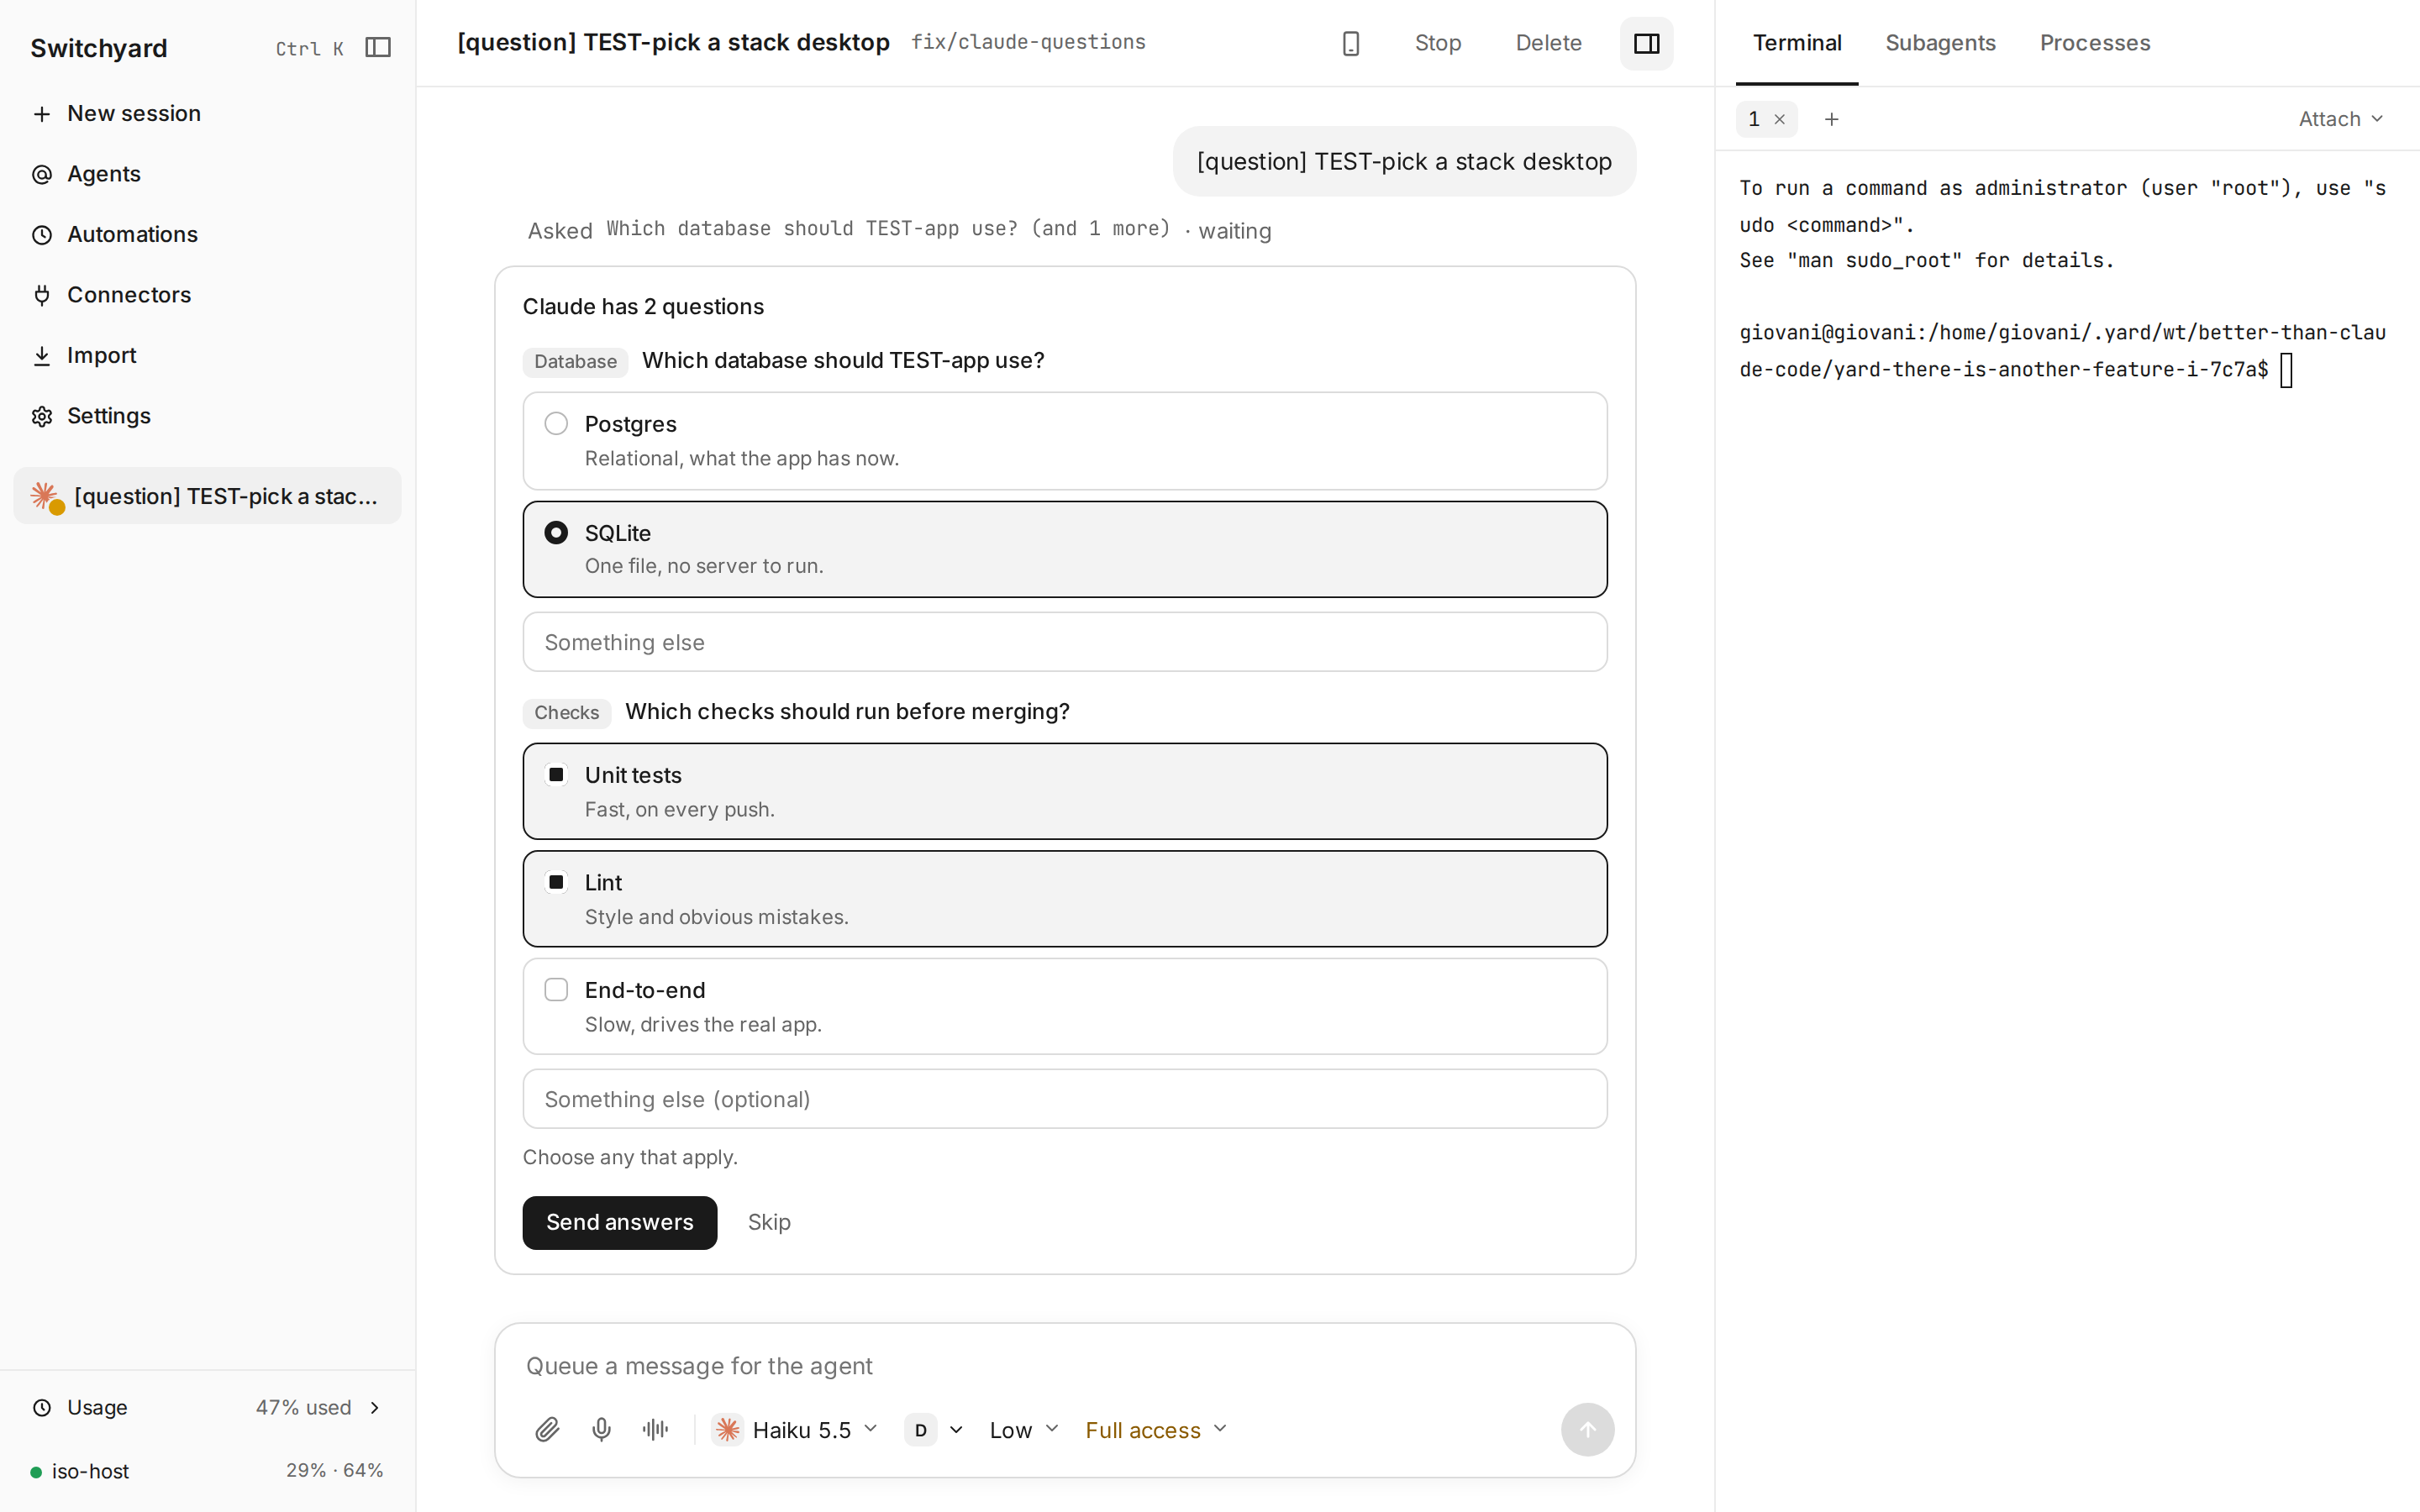 Switchyard
Ctrl K
New session
Agents
Automations
Connectors
Import
Settings
[question] TEST-pick a stac...
Usage
47% used
iso-host
29% · 64%
[question] TEST-pick a stack desktop
fix/claude-questions
Stop
Delete
[question] TEST-pick a stack desktop
Asked Which database should TEST-app use? (and 1 more) · waiting
Claude has 2 questions
Database Which database should TEST-app use?
Postgres
Relational, what the app has now.
SQLite
One file, no server to run.
Something else
Checks Which checks should run before merging?
Unit tests
Fast, on every push.
Lint
Style and obvious mistakes.
End-to-end
Slow, drives the real app.
Something else (optional)
Choose any that apply.
Send answers
Skip
Queue a message for the agent
Haiku 5.5
D
Low
Full access
Terminal
Subagents
Processes
1
Attach
To run a command as administrator (user "root"), use "s
udo <command>".
See "man sudo_root" for details.
giovani@giovani:/home/giovani/.yard/wt/better-than-clau
de-code/yard-there-is-another-feature-i-7c7a$